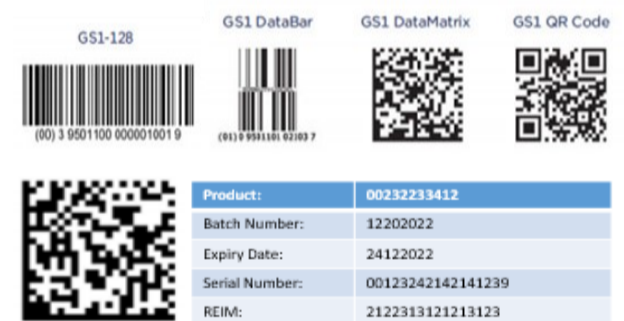 GS1-128
GS1 DataBar
GS1 DataMatrix
GS1 QR Code
(00) 3 9501100 000001001 9
(01) 0 9501101 02103 7
Product: 00232233412
Batch Number: 12202022
Expiry Date: 24122022
Serial Number: 00123242142141239
REIM: 2122313121213123